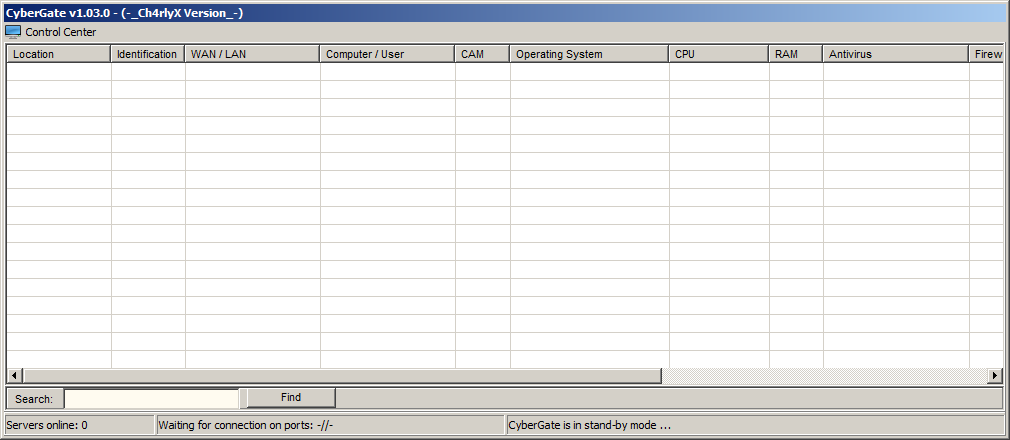 CyberGate v1.03.0 - (-_Ch4rlyX Version_-)
Control Center
Location Identification WAN / LAN Computer / User CAM Operating System CPU RAM Antivirus Firew
Search: Find
Servers online: 0 Waiting for connection on ports: -//- CyberGate is in stand-by mode ...